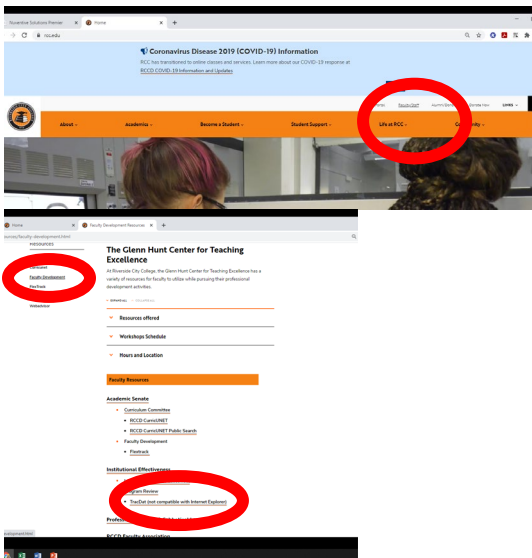 Nuventive Solutions Premier
Home
rcc.edu
Coronavirus Disease 2019 (COVID-19) Information
RCC has transitioned to online classes and services. Learn more about our COVID-19 response at
RCCD COVID-19 Information and Updates
Faculty/Staff
LINKS
About
Academics
Become a Student
Student Support
Life at RCC
Home
Faculty Development Resources
RESOURCES
Faculty Development
FlexTrack
WebAdvisor
The Glenn Hunt Center for Teaching
Excellence
At Riverside City College, the Glenn Hunt Center for Teaching Excellence has a
variety of resources for faculty to utilize while pursuing their professional
development activities.
Resources offered
Workshops Schedule
Hours and Location
Faculty Resources
Academic Senate
Curriculum Committee
RCCD CurricUNET
RCCD CurricUNET Public Search
Faculty Development
Flextrack
Institutional Effectiveness
Program Review
TracDat (not compatible with Internet Explorer)
RCCD Faculty Association